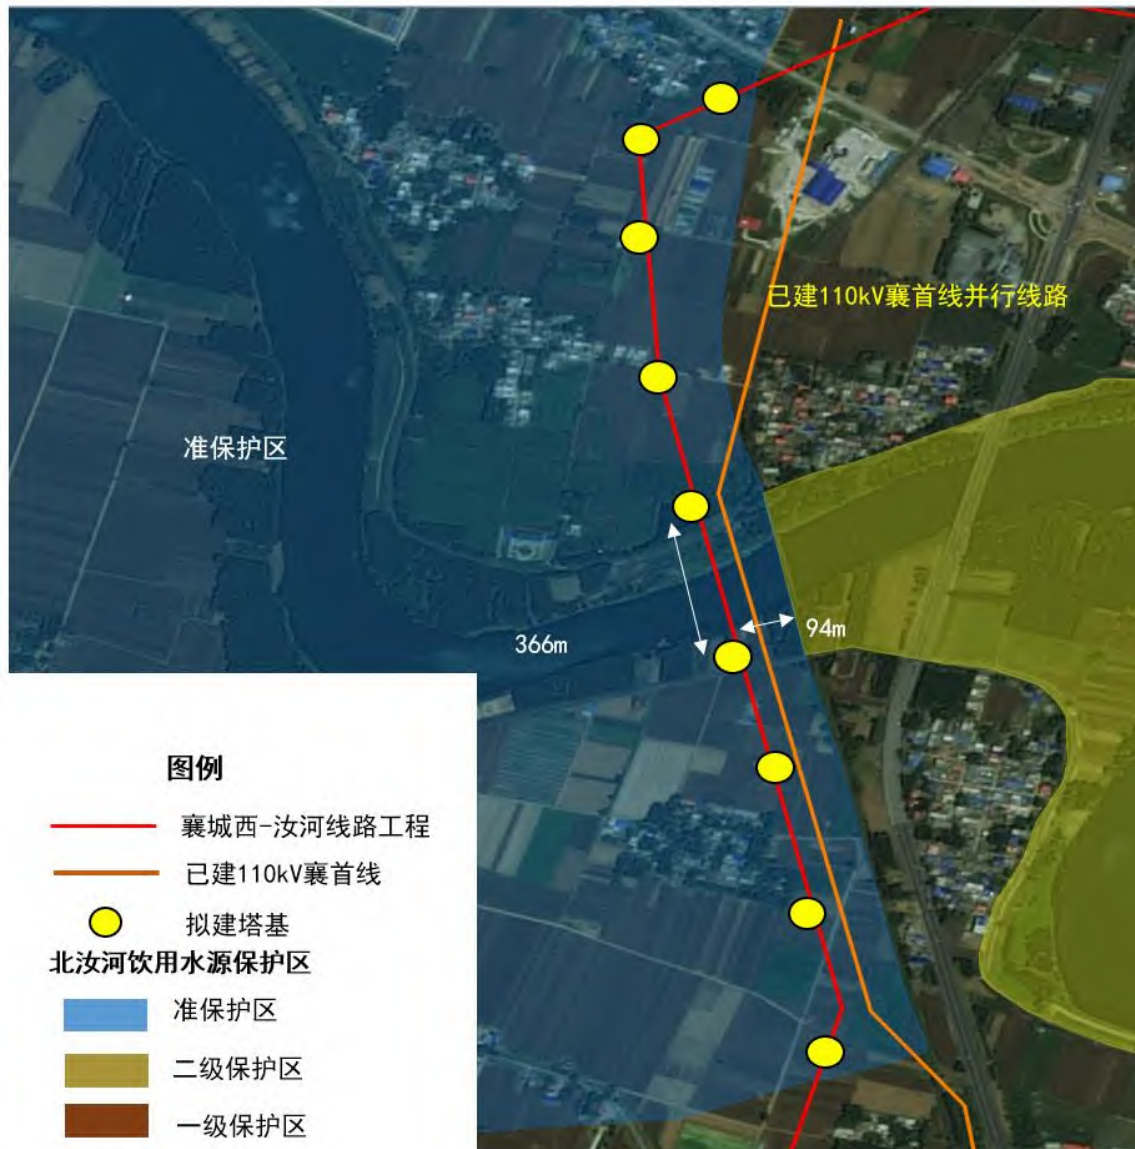 已建110kV襄首线并行线路
准保护区
366m
94m
图例
襄城西-汝河线路工程
已建110kV襄首线
拟建塔基
北汝河饮用水源保护区
准保护区
二级保护区
一级保护区